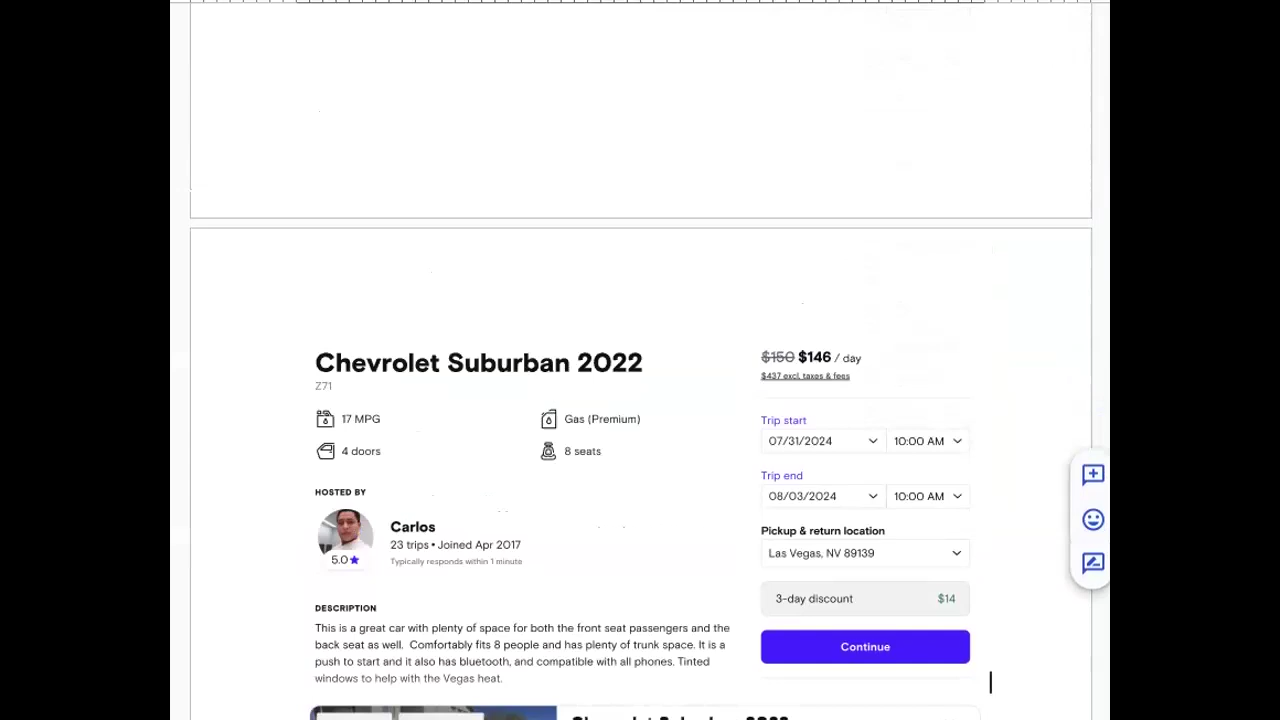 Chevrolet Suburban 2022
Z71
17 MPG
Gas (Premium)
4 doors
8 seats
HOSTED BY
Carlos
23 trips • Joined Apr 2017
Typically responds within 1 minute
5.0★
DESCRIPTION
This is a great car with plenty of space for both the front seat passengers and the
back seat as well. Comfortably fits 8 people and has plenty of trunk space. It is a
push to start and it also has bluetooth, and compatible with all phones. Tinted
windows to help with the Vegas heat.
$150 $146 / day
$437 excl. taxes & fees
Trip start
07/31/2024 10:00 AM
Trip end
08/03/2024 10:00 AM
Pickup & return location
Las Vegas, NV 89139
3-day discount $14
Continue